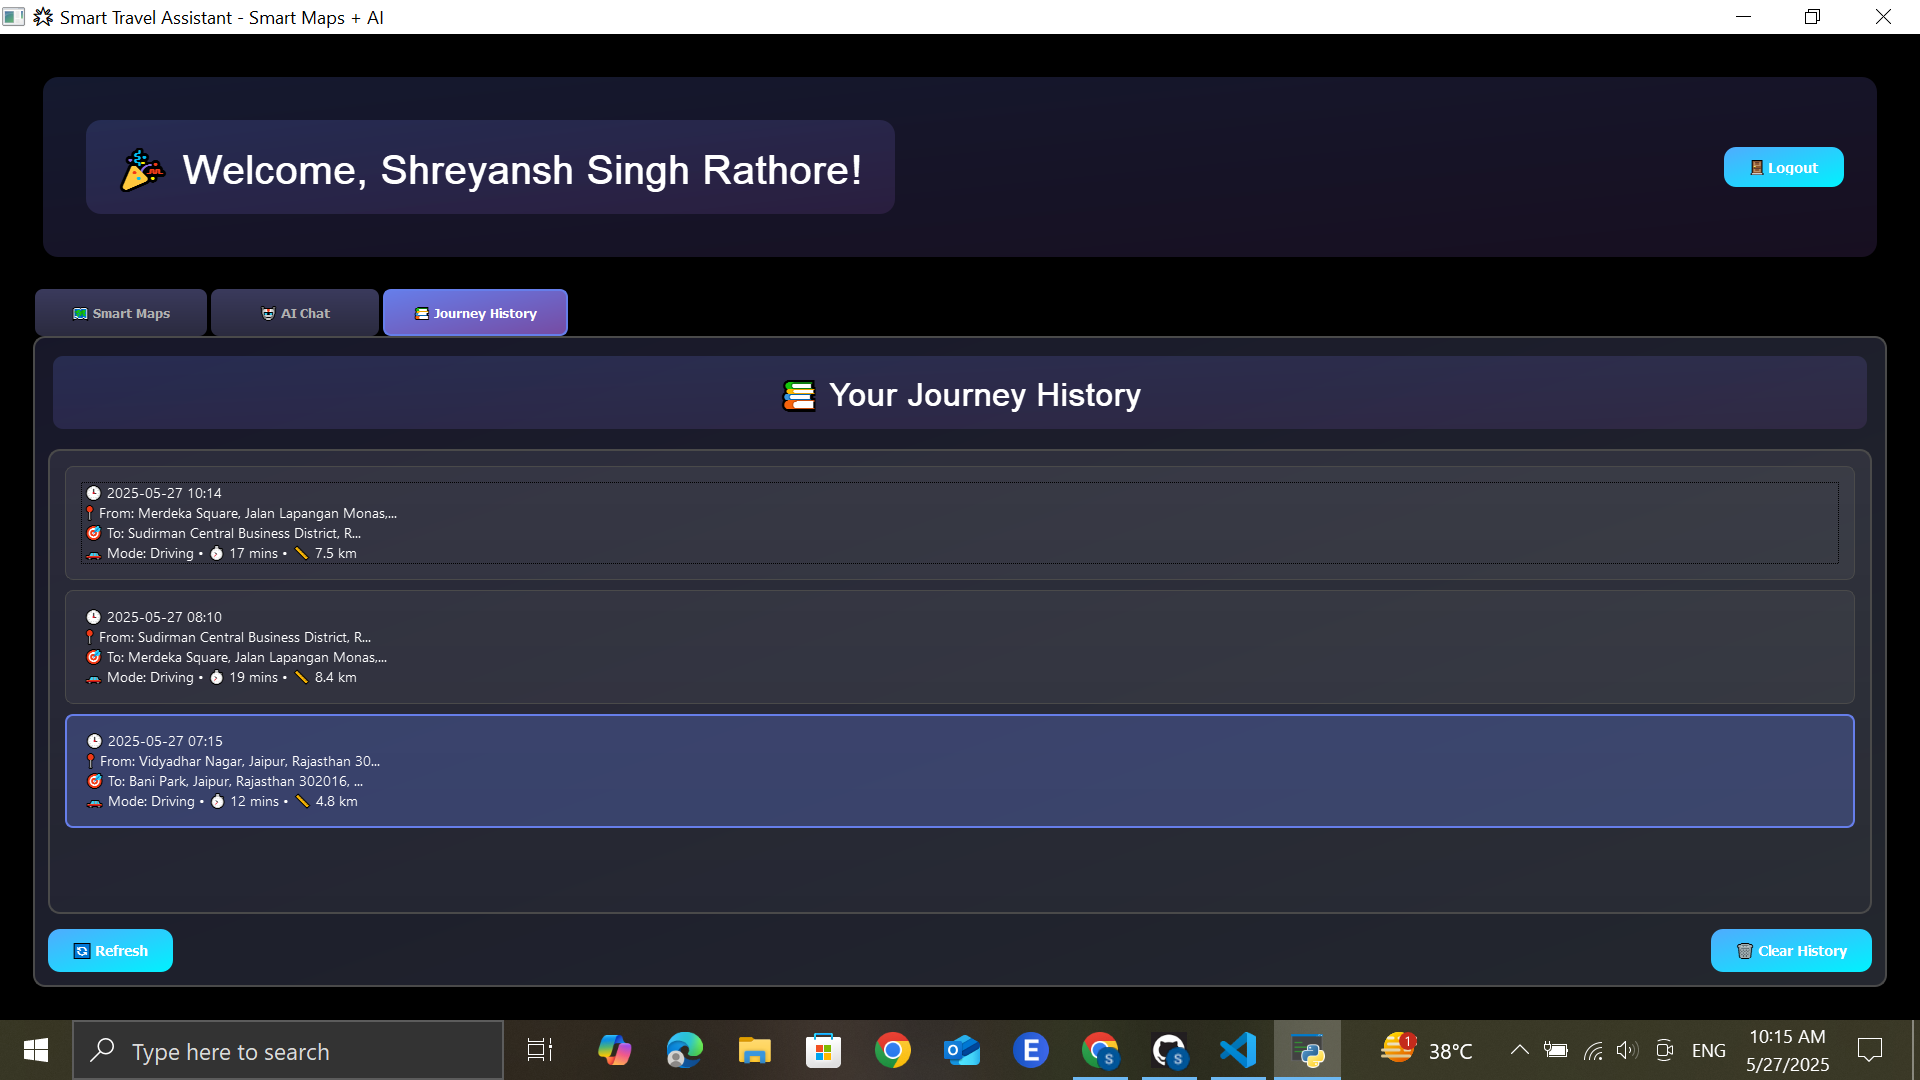 Smart Travel Assistant - Smart Maps + AI
Welcome, Shreyansh Singh Rathore!
Logout
Smart Maps
AI Chat
Journey History
Your Journey History
2025-05-27 10:14
From: Merdeka Square, Jalan Lapangan Monas,...
To: Sudirman Central Business District, R...
Mode: Driving • 17 mins • 7.5 km
2025-05-27 08:10
From: Sudirman Central Business District, R...
To: Merdeka Square, Jalan Lapangan Monas,...
Mode: Driving • 19 mins • 8.4 km
2025-05-27 07:15
From: Vidyadhar Nagar, Jaipur, Rajasthan 30...
To: Bani Park, Jaipur, Rajasthan 302016, ...
Mode: Driving • 12 mins • 4.8 km
Refresh
Clear History
Type here to search
E
S
S
1
38°C
ENG
10:15 AM
5/27/2025